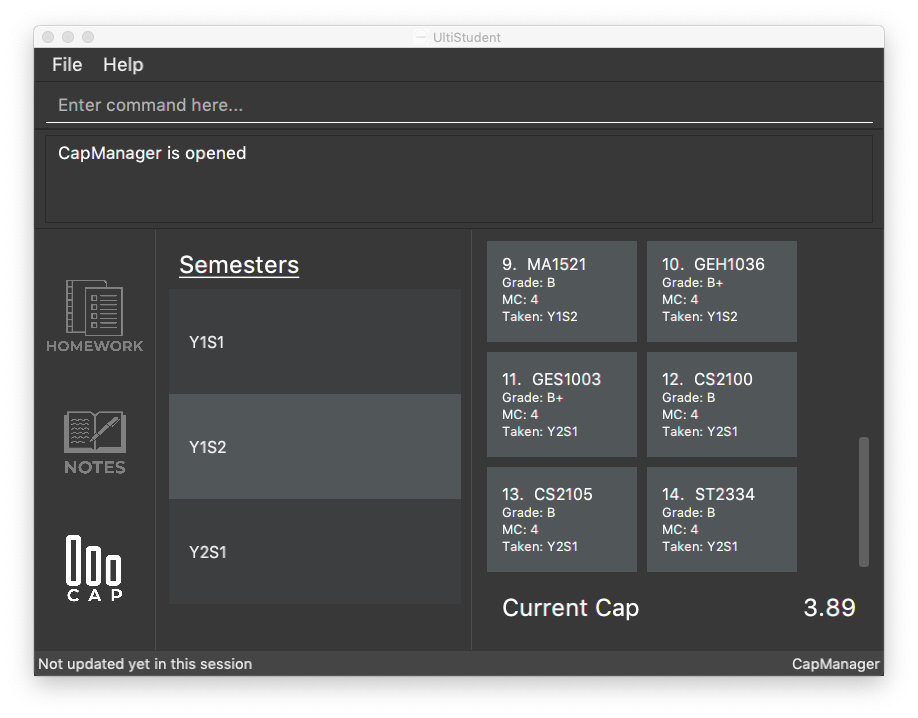 UltiStudent
File Help
Enter command here...
CapManager is opened
HOMEWORK
NOTES
CAP
Semesters
Y1S1
Y1S2
Y2S1
9. MA1521
Grade: B
MC: 4
Taken: Y1S2
10. GEH1036
Grade: B+
MC: 4
Taken: Y1S2
11. GES1003
Grade: B+
MC: 4
Taken: Y2S1
12. CS2100
Grade: B
MC: 4
Taken: Y2S1
13. CS2105
Grade: B
MC: 4
Taken: Y2S1
14. ST2334
Grade: B
MC: 4
Taken: Y2S1
Current Cap 3.89
Not updated yet in this session CapManager